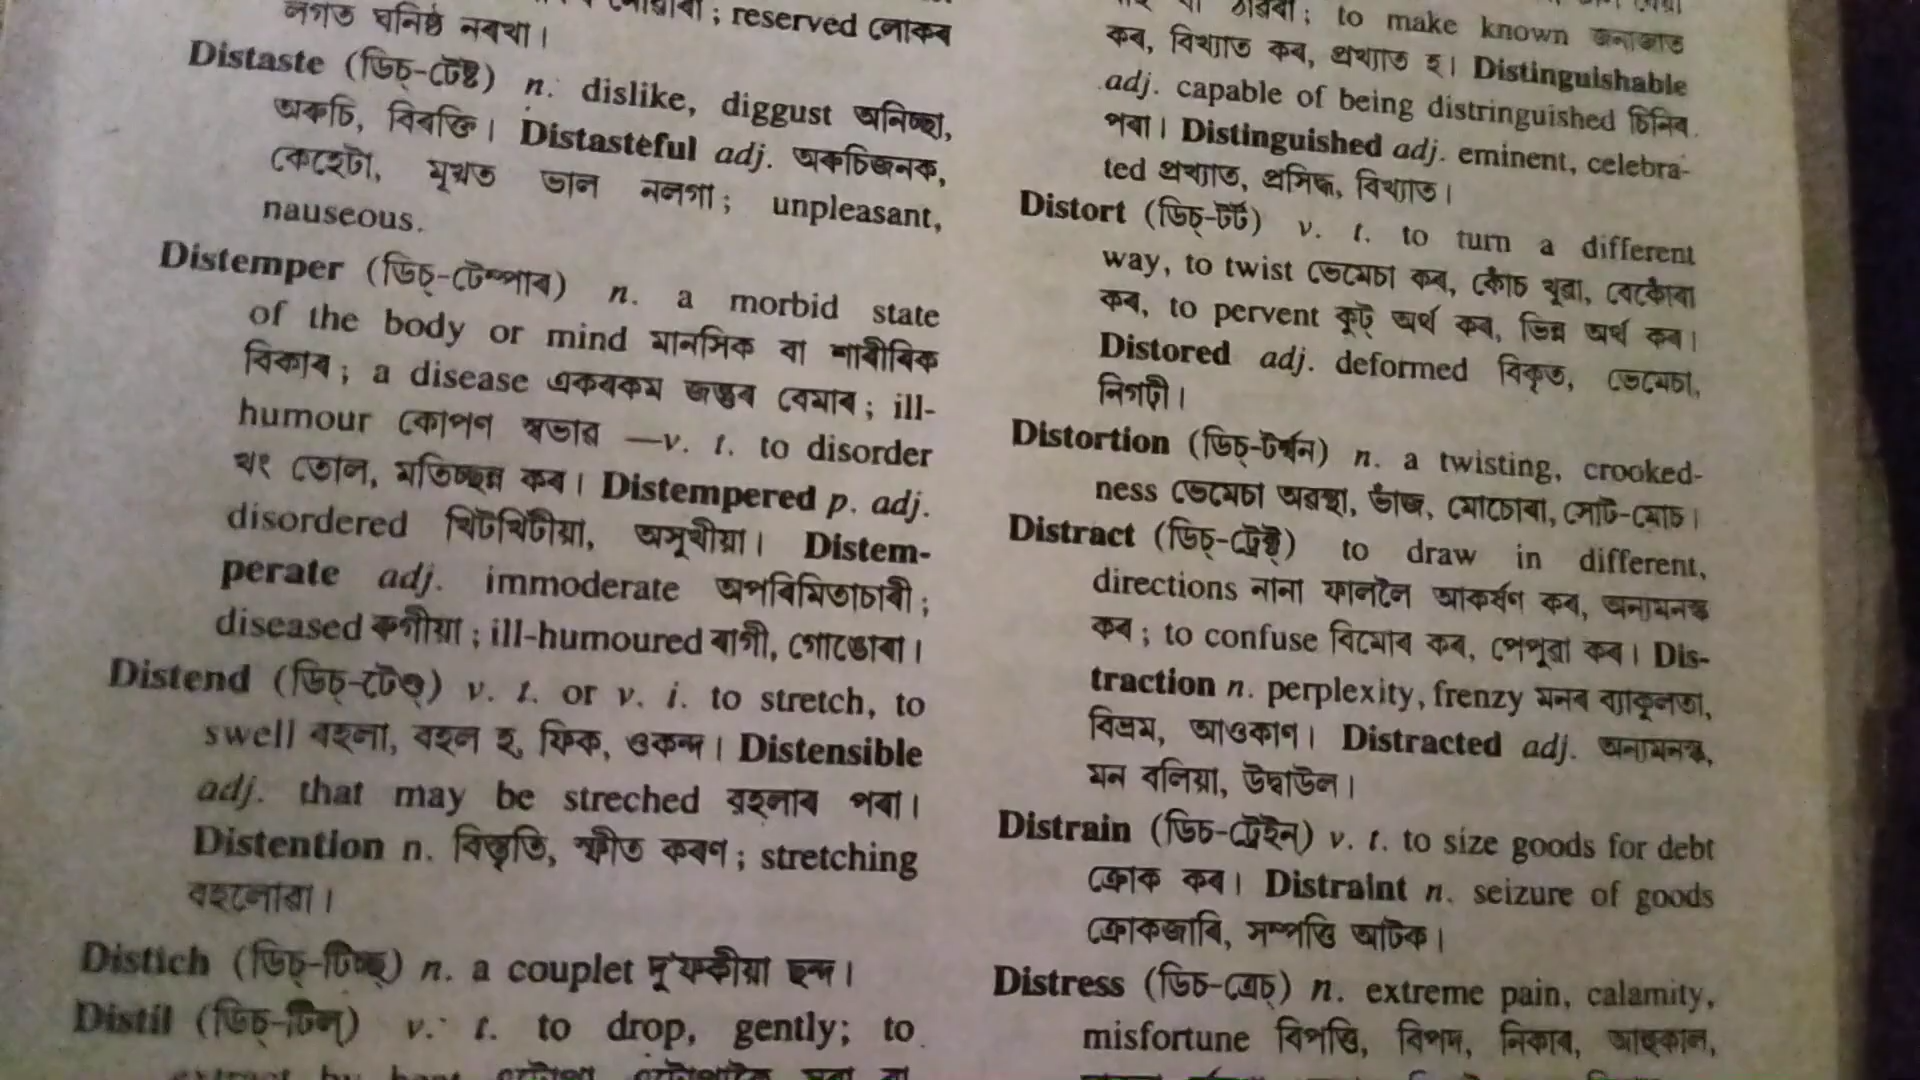 লগত ঘনিষ্ঠ নৰখা।
; reserved লোকৰ
Distaste (ডিচ্-টেষ্ট) n. dislike, diggust অনিচ্ছা,
অৰুচি, বিৰক্তি। Distasteful adj. অৰুচিজনক,
কেহেটা, মূখত ভাল নলগা; unpleasant,
nauseous.
Distemper (ডিচ্-টেম্পাৰ) n. a morbid state
of the body or mind মানসিক বা শাৰীৰিক
বিকাৰ; a disease একৰকম জন্তুৰ বেমাৰ; ill-
humour কোপণ স্বভাৱ —v. t. to disorder
খং তোল, মতিচ্ছন্ন কৰ। Distempered p. adj.
disordered খিটখিটীয়া, অসুখীয়া। Distem-
perate adj. immoderate অপৰিমিতাচাৰী;
diseased ৰুগীয়া; ill-humoured ৰাগী, গোঙোৰা।
Distend (ডিচ্-টেণ্ড) v. t. or v. i. to stretch, to
swell বহলা, বহল হ, ফিক, ওফন্দ। Distensible
adj. that may be streched বহলাব পৰা।
Distention n. বিস্তৃতি, স্ফীত কৰণ; stretching
বহলোৱা।
Distich (ডিচ্-টিচ্ছ্) n. a couplet দু'ফকীয়া ছন্দ।
Distil (ডিচ্-টিল্) v. t. to drop, gently; to
to make known জনাজাত
কৰ, বিখ্যাত কৰ, প্ৰখ্যাত হ। Distinguishable
adj. capable of being distringuished চিনিব
পৰা। Distinguished adj. eminent, celebra-
ted প্ৰখ্যাত, প্ৰসিদ্ধ, বিখ্যাত।
Distort (ডিচ্-টৰ্ট) v. t. to turn a different
way, to twist ভেমেচা কৰ, কোঁচ খুৱা, বেকোঁৰা
কৰ, to pervent কূট্ অৰ্থ কৰ, ভিন্ন অৰ্থ কৰ।
Distored adj. deformed বিকৃত, ভেমেচা,
নিগঢ়ী।
Distortion (ডিচ্-টৰ্শ্বন) n. a twisting, crooked-
ness ভেমেচা অৱস্থা, ভাঁজ, মোচোৰা, সোট-মোচ।
Distract (ডিচ্-ট্ৰেক্ট) to draw in different,
directions নানা ফাললৈ আকৰ্ষণ কৰ, অন্যমনস্ক
কৰ; to confuse বিমোৰ কৰ, পেপুৱা কৰ। Dis-
traction n. perplexity, frenzy মনৰ ব্যাকুলতা,
বিভ্ৰম, আওকাণ। Distracted adj. অন্যমনস্ক,
মন বলিয়া, উদ্বাউল।
Distrain (ডিচ-ট্ৰেইন্) v. t. to size goods for debt
ক্ৰোক কৰ। Distraint n. seizure of goods
ক্ৰোকজাৰি, সম্পত্তি আটক।
Distress (ডিচ-ত্ৰেচ্) n. extreme pain, calamity,
misfortune বিপত্তি, বিপদ, নিকাৰ, আহুকাল,